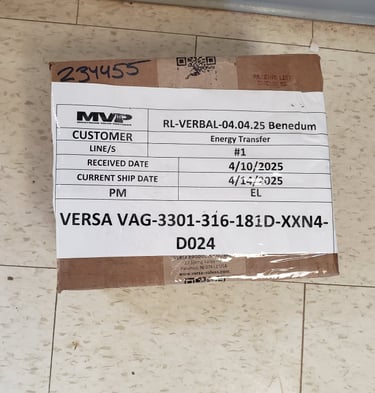 234455
MVP
RL-VERBAL-04.04.25 Benedum
CUSTOMER Energy Transfer
LINE/S #1
RECEIVED DATE 4/10/2025
CURRENT SHIP DATE 4/14/2025
PM EL
VERSA VAG-3301-316-181D-XXN4-
D024